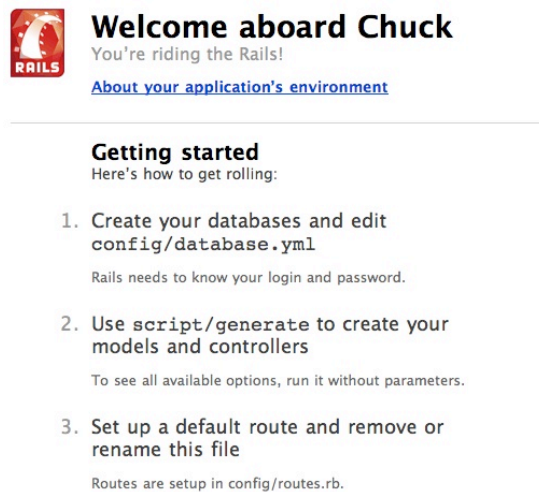 RAILS
Welcome aboard Chuck
You're riding the Rails!
About your application's environment
Getting started
Here's how to get rolling:
1. Create your databases and edit
config/database.yml
Rails needs to know your login and password.
2. Use script/generate to create your
models and controllers
To see all available options, run it without parameters.
3. Set up a default route and remove or
rename this file
Routes are setup in config/routes.rb.